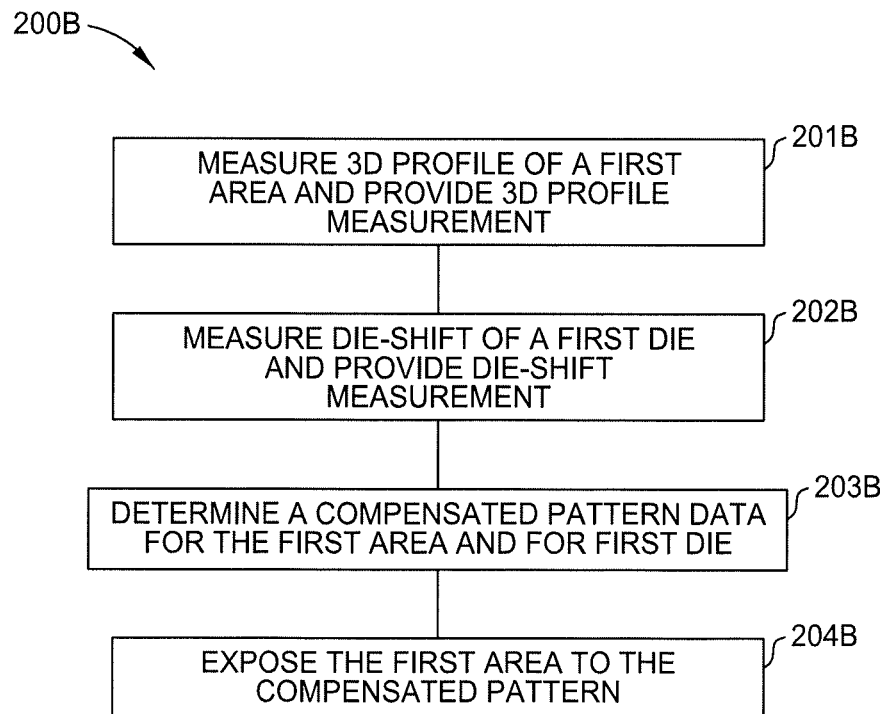 200B
201B
MEASURE 3D PROFILE OF A FIRST
AREA AND PROVIDE 3D PROFILE
MEASUREMENT
202B
MEASURE DIE-SHIFT OF A FIRST DIE
AND PROVIDE DIE-SHIFT
MEASUREMENT
203B
DETERMINE A COMPENSATED PATTERN DATA
FOR THE FIRST AREA AND FOR FIRST DIE
204B
EXPOSE THE FIRST AREA TO THE
COMPENSATED PATTERN